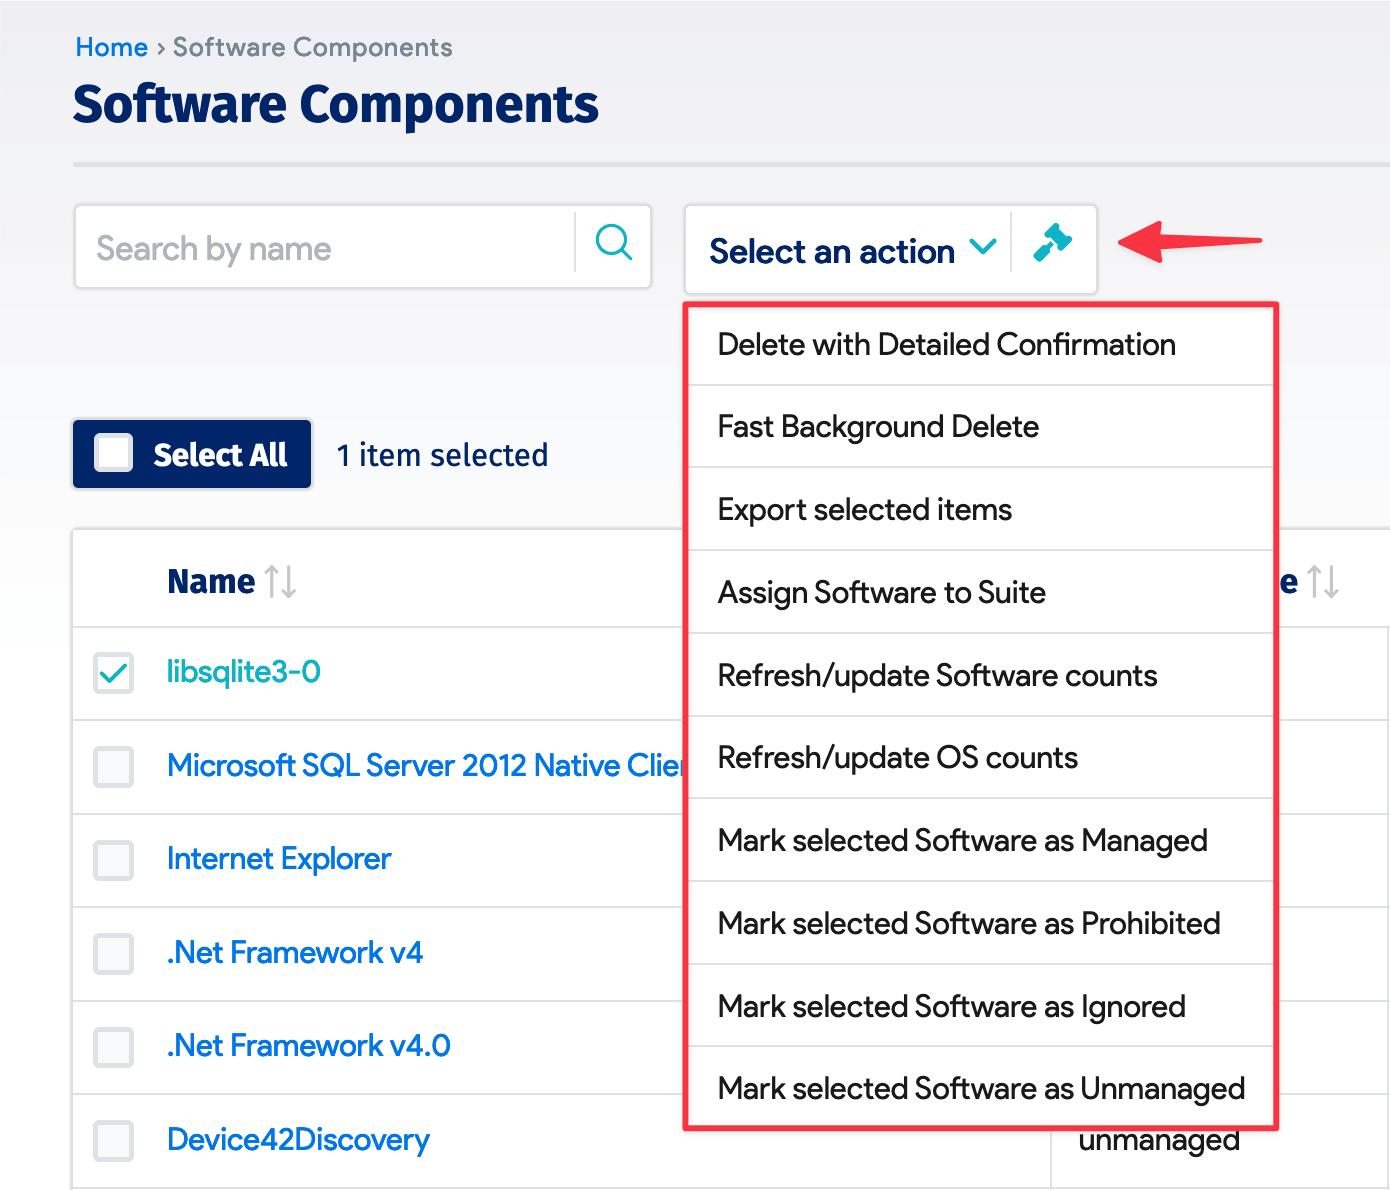 Home › Software Components
Software Components
Search by name
Select an action
Delete with Detailed Confirmation
Fast Background Delete
Export selected items
Assign Software to Suite
Refresh/update Software counts
Refresh/update OS counts
Mark selected Software as Managed
Mark selected Software as Prohibited
Mark selected Software as Ignored
Mark selected Software as Unmanaged
Select All 1 item selected
Name
libsqlite3-0
Microsoft SQL Server 2012 Native
Internet Explorer
.Net Framework v4
.Net Framework v4.0
Device42Discovery unmanaged